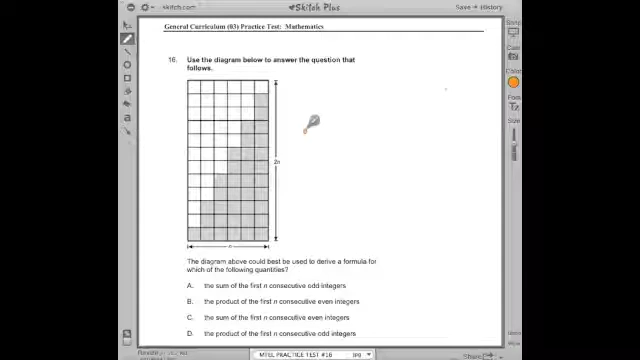 skitch.com
Skitch Plus
Save → History
General Curriculum (03) Practice Test: Mathematics
16. Use the diagram below to answer the question that
follows.
2n
n
The diagram above could best be used to derive a formula for
which of the following quantities?
A. the sum of the first n consecutive odd integers
B. the product of the first n consecutive even integers
C. the sum of the first n consecutive even integers
D. the product of the first n consecutive odd integers
MTEL PRACTICE TEST #16
Share